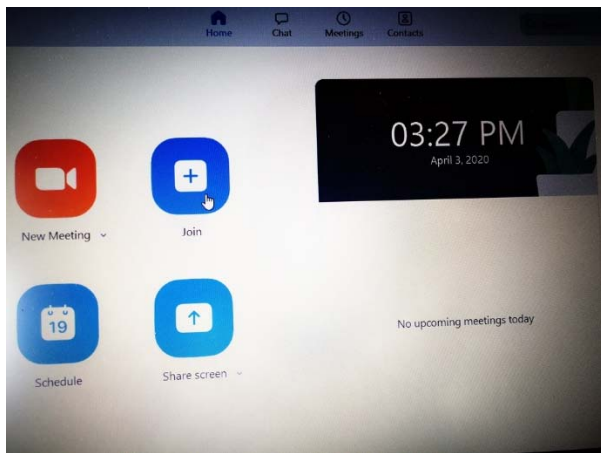 Home Chat Meetings Contacts
03:27 PM
April 3, 2020
New Meeting
Join
19
Schedule
Share screen
No upcoming meetings today